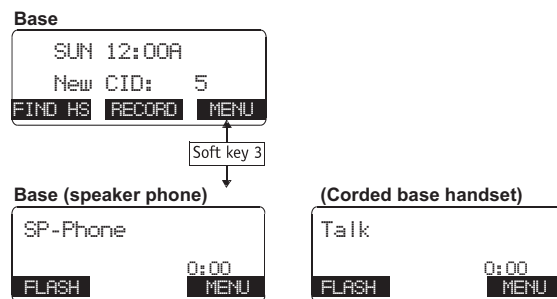 Base
SUN 12:00A
New CID: 5
FIND HS RECORD MENU
Soft key 3
Base (speaker phone)
SP-Phone
0:00
FLASH MENU
(Corded base handset)
Talk
0:00
FLASH MENU